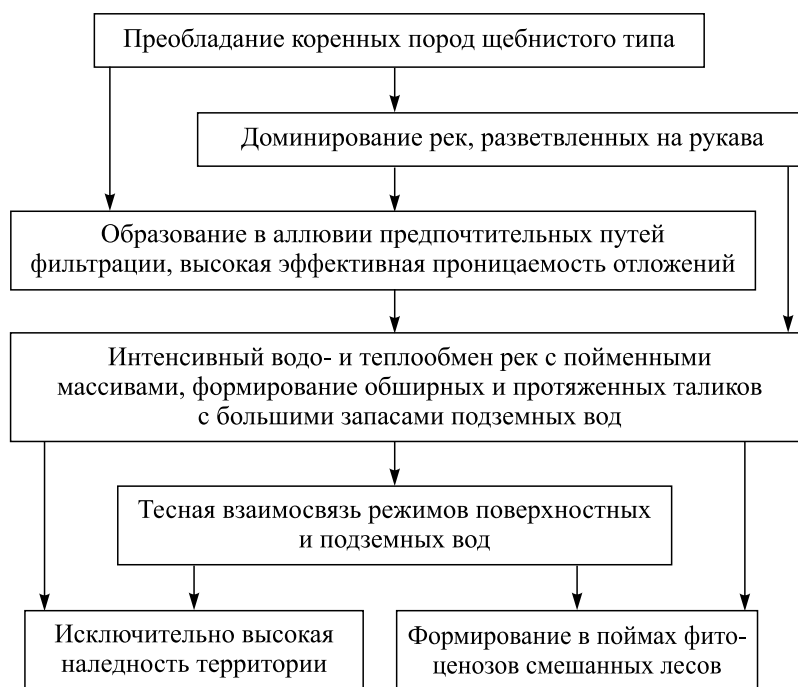 Преобладание коренных пород щебнистого типа
Доминирование рек, разветвленных на рукава
Образование в аллювии предпочтительных путей
фильтрации, высокая эффективная проницаемость отложений
Интенсивный водо- и теплообмен рек с пойменными
массивами, формирование обширных и протяженных таликов
с большими запасами подземных вод
Тесная взаимосвязь режимов поверхностных
и подземных вод
Исключительно высокая
наледность территории
Формирование в поймах фито-
ценозов смешанных лесов